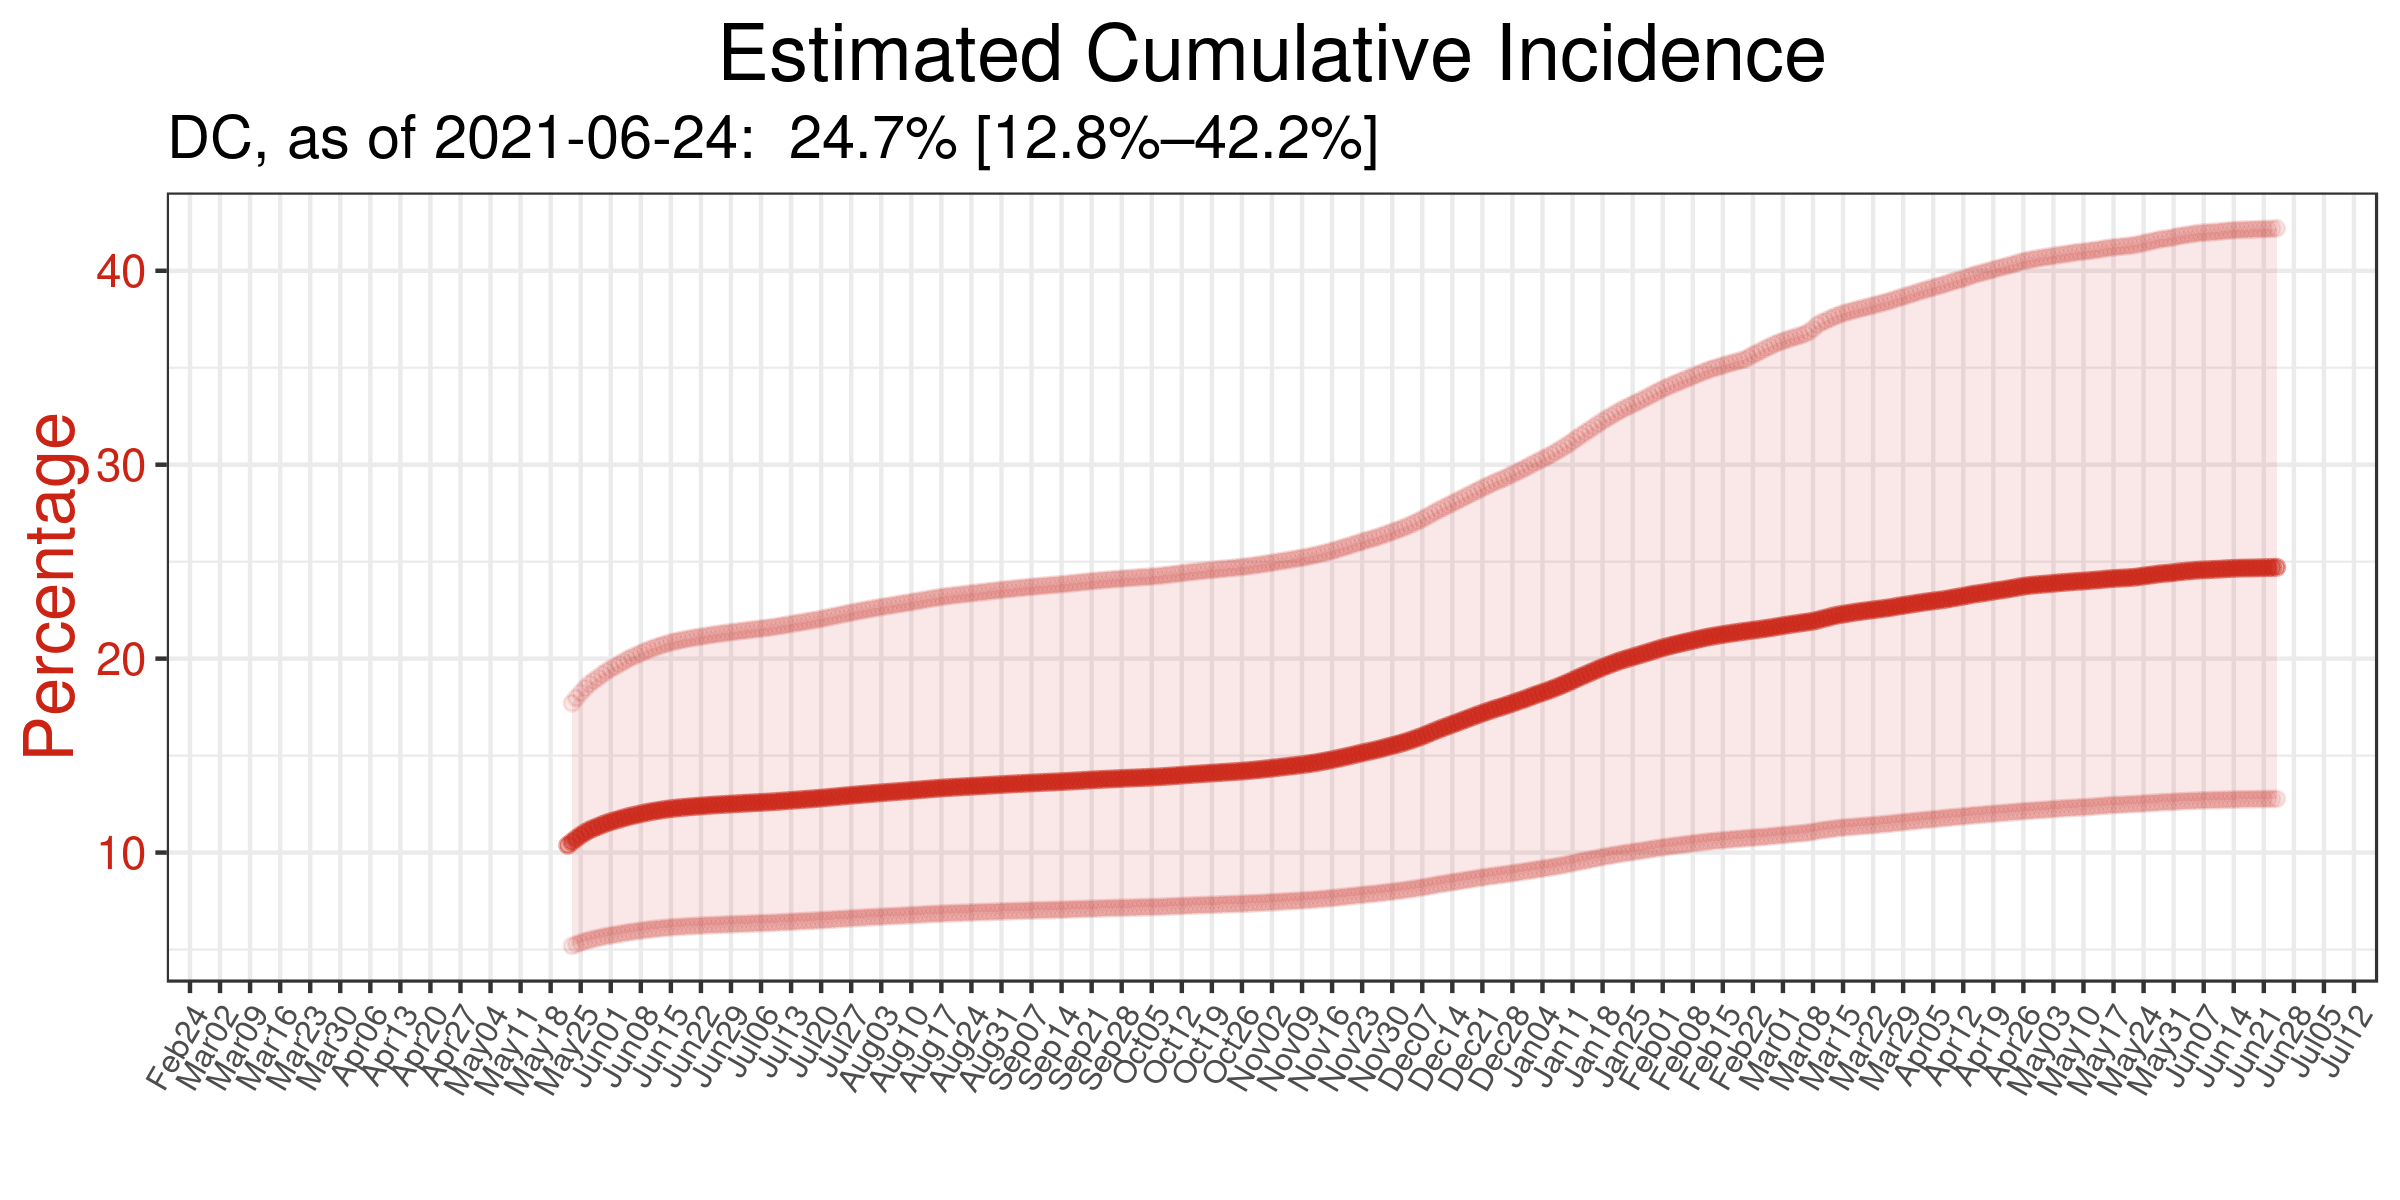 Estimated Cumulative Incidence
DC, as of 2021-06-24:  24.7% [12.8%–42.2%]
Percentage
40
30
20
10
Feb24
Mar02
Mar09
Mar16
Mar23
Mar30
Apr06
Apr13
Apr20
Apr27
May04
May11
May18
May25
Jun01
Jun08
Jun15
Jun22
Jun29
Jul06
Jul13
Jul20
Jul27
Aug03
Aug10
Aug17
Aug24
Aug31
Sep07
Sep14
Sep21
Sep28
Oct05
Oct12
Oct19
Oct26
Nov02
Nov09
Nov16
Nov23
Nov30
Dec07
Dec14
Dec21
Dec28
Jan04
Jan11
Jan18
Jan25
Feb01
Feb08
Feb15
Feb22
Mar01
Mar08
Mar15
Mar22
Mar29
Apr05
Apr12
Apr19
Apr26
May03
May10
May17
May24
May31
Jun07
Jun14
Jun21
Jun28
Jul05
Jul12